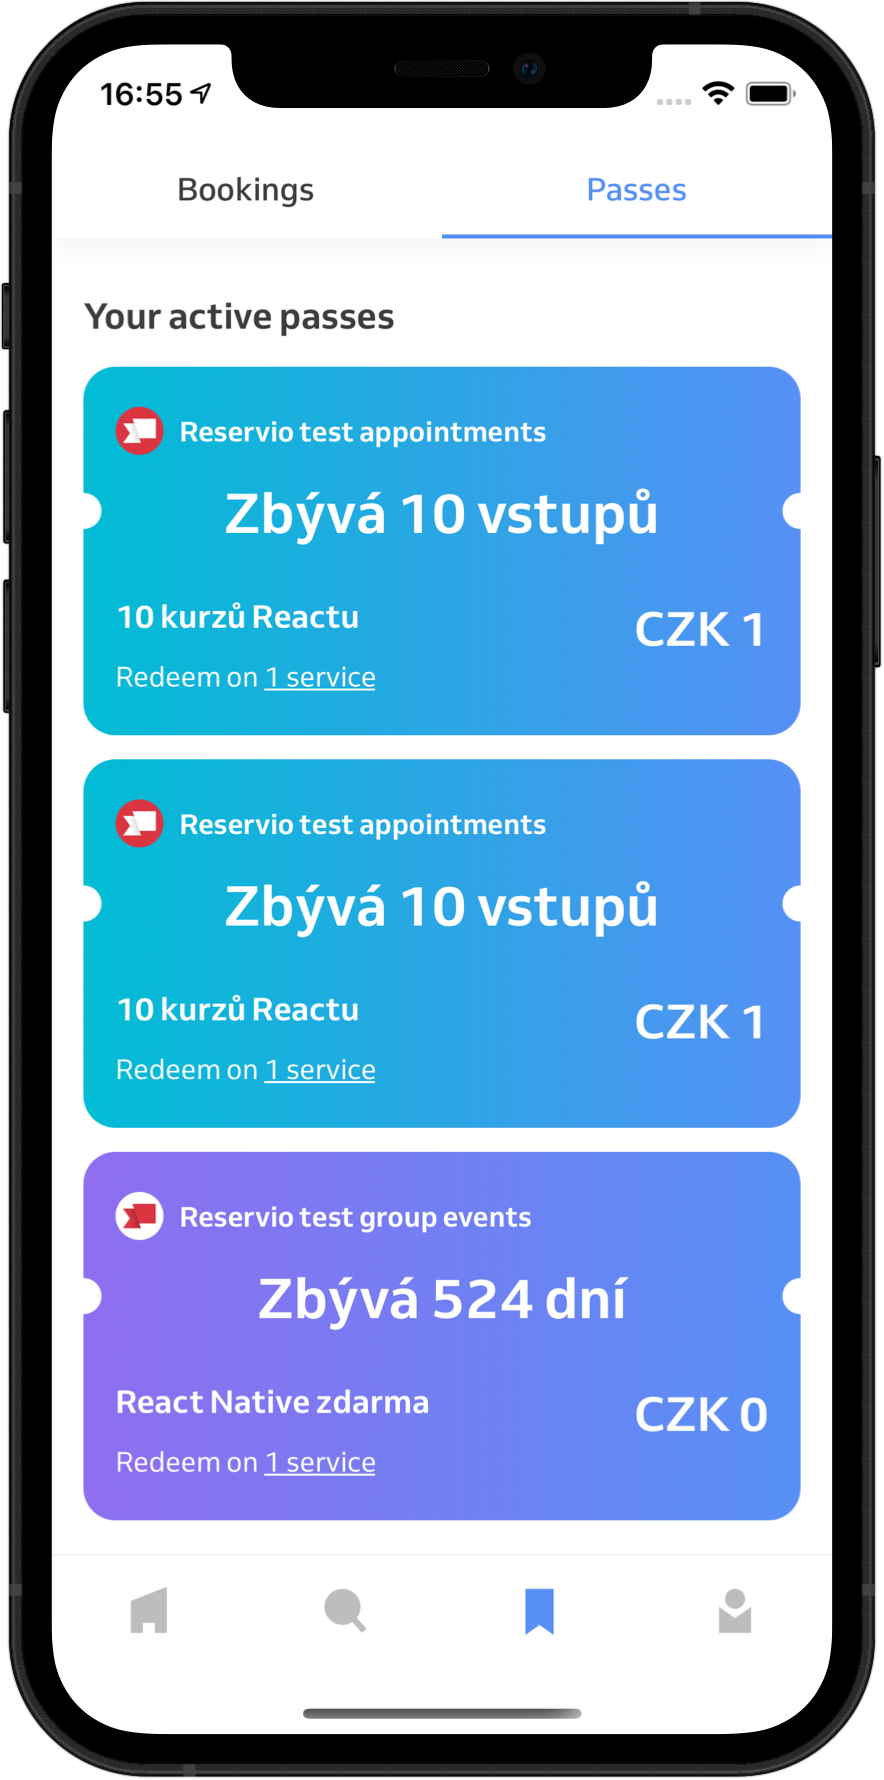 16:55
Bookings
Passes
Your active passes
Reservio test appointments
Zbývá 10 vstupů
10 kurzů Reactu
CZK 1
Redeem on 1 service
Reservio test appointments
Zbývá 10 vstupů
10 kurzů Reactu
CZK 1
Redeem on 1 service
Reservio test group events
Zbývá 524 dní
React Native zdarma
CZK 0
Redeem on 1 service